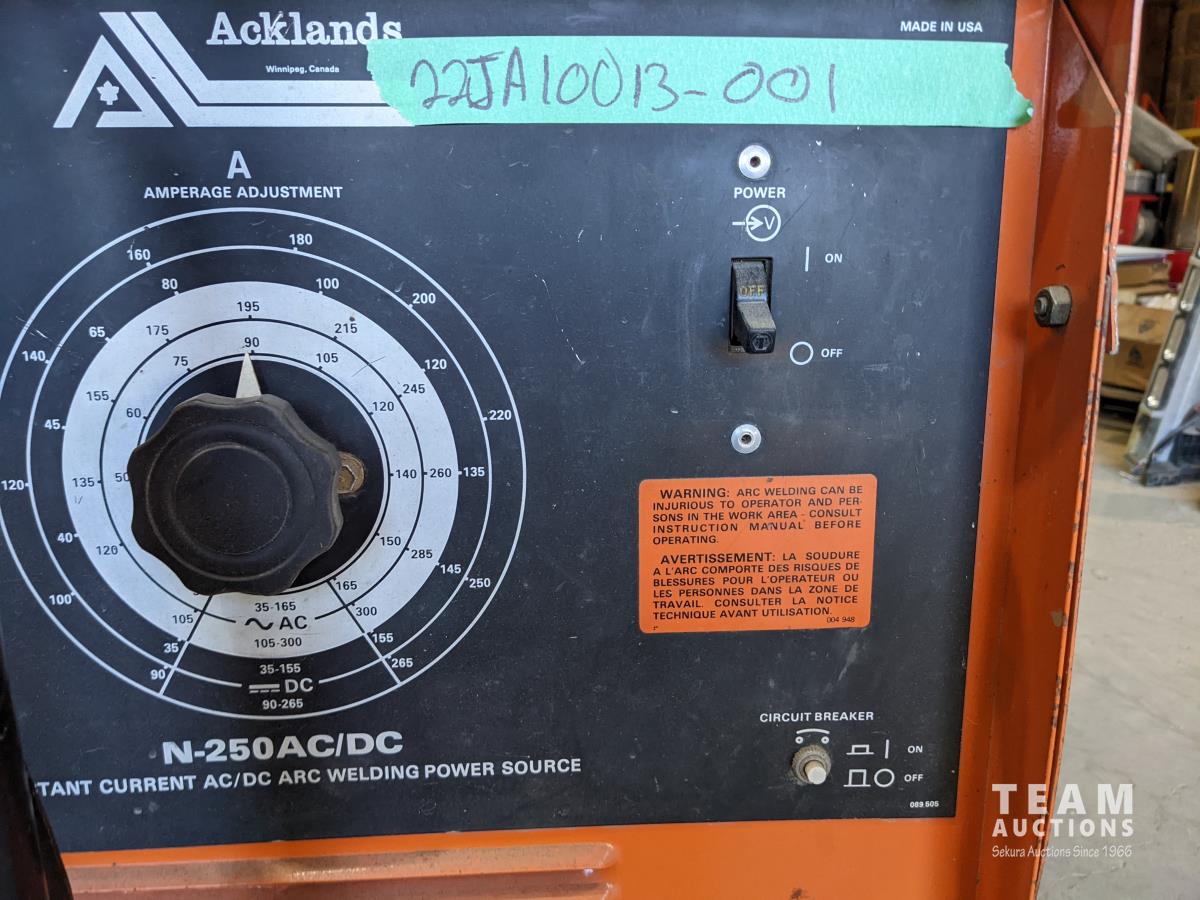 Acklands
Winnipeg, Canada
MADE IN USA
22JA10013-001
A
AMPERAGE ADJUSTMENT
180
160
200
140
120
220
45
120
135
40
100
145
250
35
155
90
265
80
100
65
195
175
215
90
75
105
155
245
60
120
135
50
140
260
120
150
285
165
105
300
35-165
AC
105-300
35-155
DC
90-265
N-250 AC/DC
TANT CURRENT AC/DC ARC WELDING POWER SOURCE
POWER
V
ON
OFF
OFF
WARNING: ARC WELDING CAN BE
INJURIOUS TO OPERATOR AND PER-
SONS IN THE WORK AREA - CONSULT
INSTRUCTION MANUAL BEFORE
OPERATING.
AVERTISSEMENT: LA SOUDURE
A L'ARC COMPORTE DES RISQUES DE
BLESSURES POUR L'OPERATEUR OU
LES PERSONNES DANS LA ZONE DE
TRAVAIL. CONSULTER LA NOTICE
TECHNIQUE AVANT UTILISATION.
004 948
CIRCUIT BREAKER
ON
OFF
089 505
TEAM
AUCTIONS
Sekura Auctions Since 1966